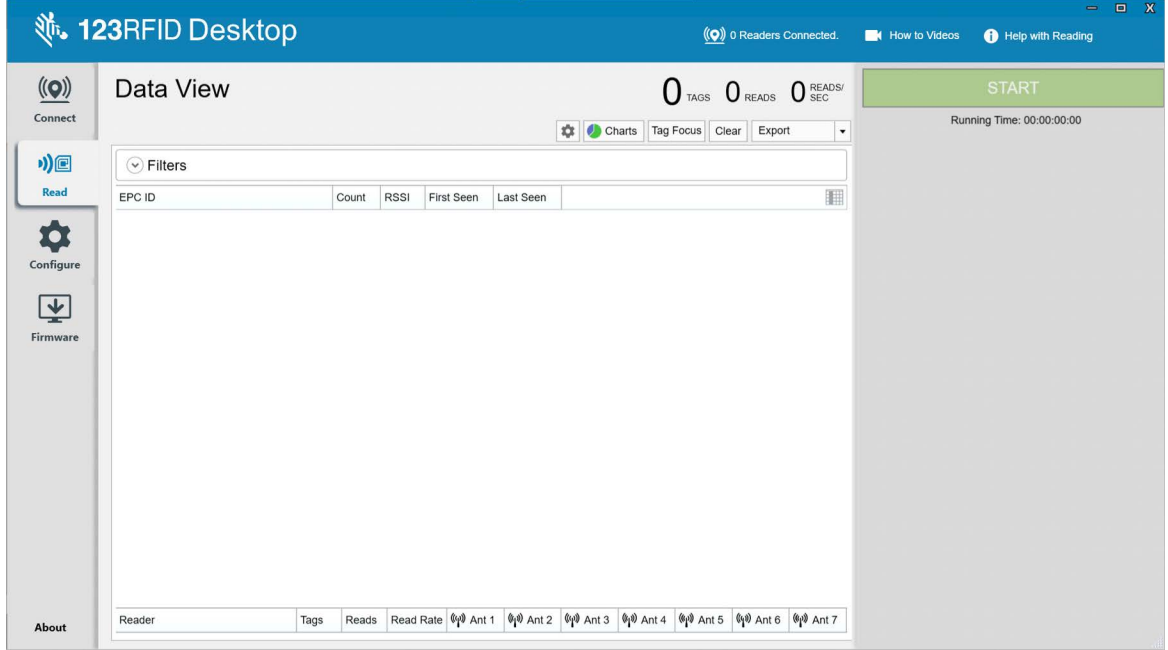 123RFID Desktop
0 Readers Connected.
How to Videos
Help with Reading
Connect
Read
Configure
Firmware
About
Data View
0 TAGS 0 READS 0 READS/SEC
Charts Tag Focus Clear Export
Filters
EPC ID Count RSSI First Seen Last Seen
Reader Tags Reads Read Rate Ant 1 Ant 2 Ant 3 Ant 4 Ant 5 Ant 6 Ant 7
START
Running Time: 00:00:00:00